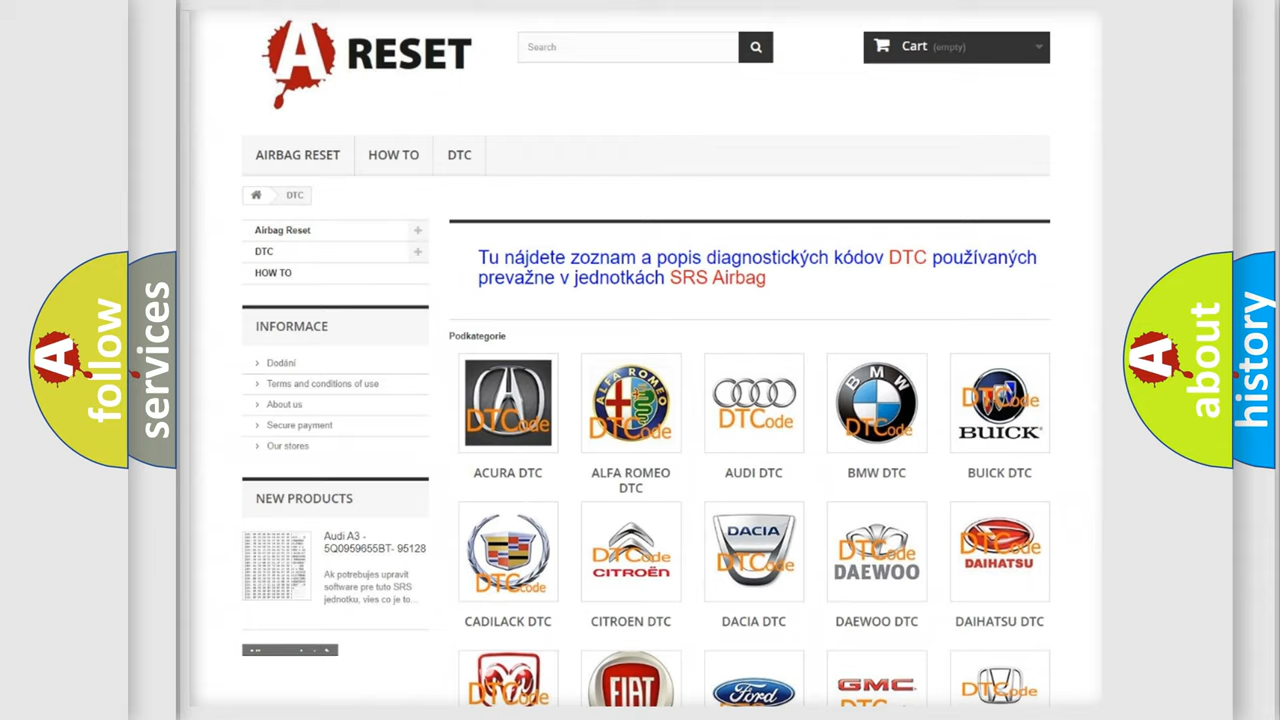 A RESET
Search
Cart (empty)
AIRBAG RESET
HOW TO
DTC
DTC
Airbag Reset
DTC
HOW TO
Tu nájdete zoznam a popis diagnostických kódov DTC používaných
prevažne v jednotkách SRS Airbag
INFORMACE
Dodání
Terms and conditions of use
About us
Secure payment
Our stores
NEW PRODUCTS
Audi A3 -
5Q0959655BT- 95128
Ak potrebujes upravit
software pre tuto SRS
jednotku, vies co je to...
Podkategorie
DTCode
ALFA ROMEO
DTCode
DTCode
BMW
DTCode
DTCode
BUICK
ACURA DTC
ALFA ROMEO
DTC
AUDI DTC
BMW DTC
BUICK DTC
DTCode
DTCode
CITROËN
DACIA
DTCode
DTCode
DAEWOO
DTCode
DAIHATSU
CADILACK DTC
CITROEN DTC
DACIA DTC
DAEWOO DTC
DAIHATSU DTC
DTCode
FIAT
Ford
GMC
DTCode
A follow
services
A about
history